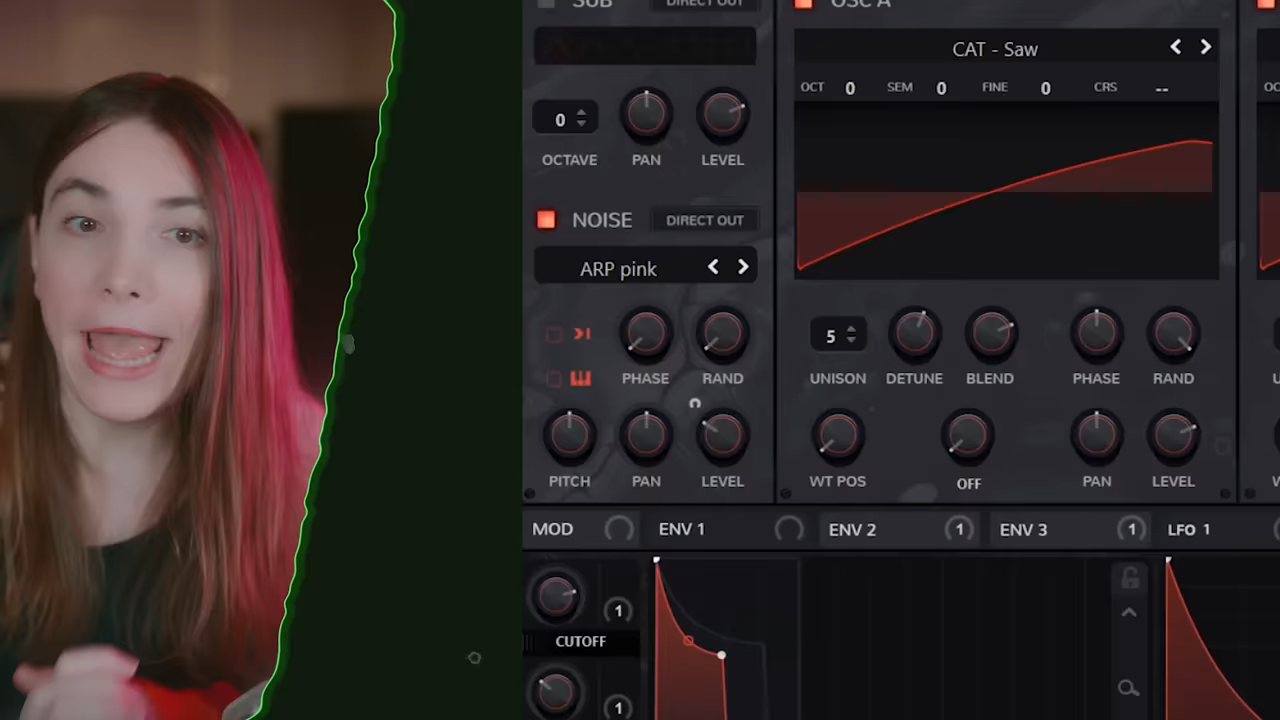 SUB DIRECT OUT
0
OCTAVE PAN LEVEL
NOISE DIRECT OUT
ARP pink
PHASE RAND
PITCH PAN LEVEL
OSC A
CAT - Saw
OCT 0 SEM 0 FINE 0 CRS --
5
UNISON DETUNE BLEND PHASE RAND
WT POS OFF PAN LEVEL
MOD ENV 1 ENV 2 1 ENV 3 1 LFO 1
1
CUTOFF
1